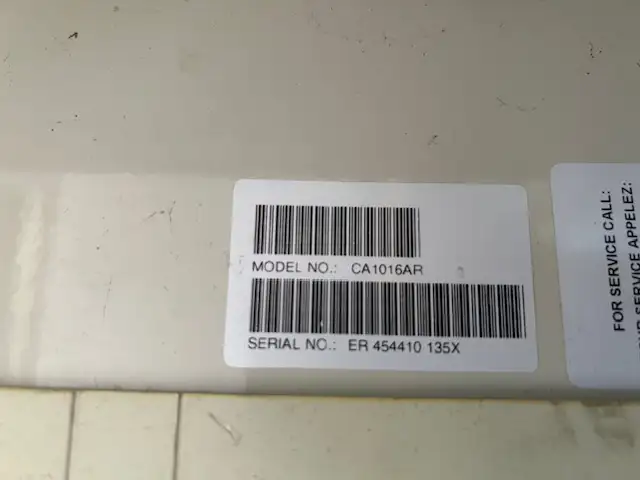 MODEL NO.: CA1016AR
SERIAL NO.: ER 454410 135X
FOR SERVICE CALL:
SERVICE APPELEZ: